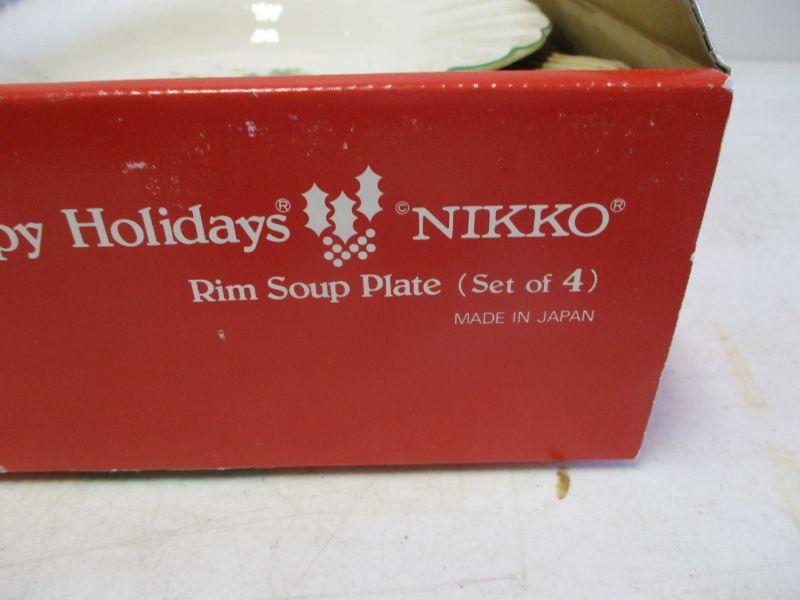 py Holidays® © NIKKO®
Rim Soup Plate (Set of 4)
MADE IN JAPAN